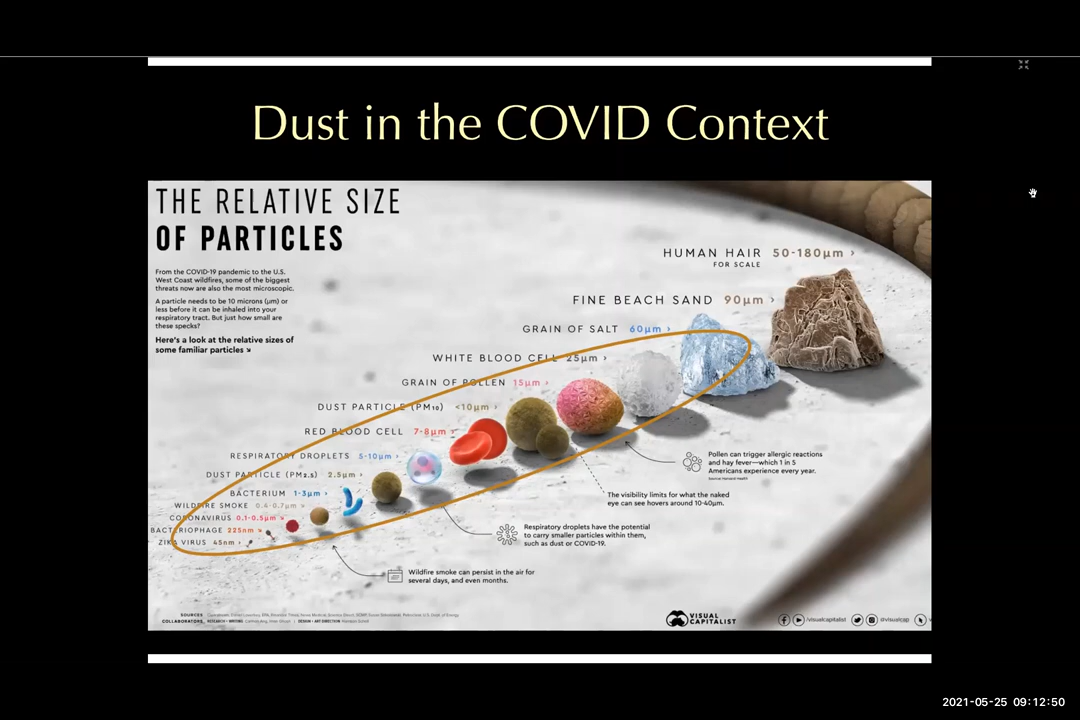 Dust in the COVID Context
THE RELATIVE SIZE
OF PARTICLES
From the COVID-19 pandemic to the U.S.
West Coast wildfires, some of the biggest
threats now are also the most microscopic.
A particle needs to be 10 microns (µm) or
less before it can be inhaled into your
respiratory tract. But just how small are
these specks?
Here's a look at the relative sizes of
some familiar particles
HUMAN HAIR 50-180µm ›
FOR SCALE
FINE BEACH SAND 90µm ›
GRAIN OF SALT 60µm ›
WHITE BLOOD CELL 25µm ›
GRAIN OF POLLEN 15µm ›
DUST PARTICLE (PM₁₀) <10µm ›
RED BLOOD CELL 7-8µm ›
RESPIRATORY DROPLETS 5-10µm ›
DUST PARTICLE (PM₂.₅) 2.5µm ›
BACTERIUM 1-3µm ›
WILDFIRE SMOKE 0.4-0.7µm ›
CORONAVIRUS 0.1-0.5µm ›
BACTERIOPHAGE 225nm ›
ZIKA VIRUS 45nm ›
Pollen can trigger allergic reactions
and hay fever—which 1 in 5
Americans experience every year.
Source: Harvard Health
The visibility limits for what the naked
eye can see hovers around 10-40µm.
Respiratory droplets have the potential
to carry smaller particles within them,
such as dust or COVID-19.
Wildfire smoke can persist in the air for
several days, and even months.
SOURCES
COLLABORATORS RESEARCH + WRITING
DESIGN + ART DIRECTION
VISUAL
CAPITALIST
/visualcapitalist
@visualcap
2021-05-25 09:12:50